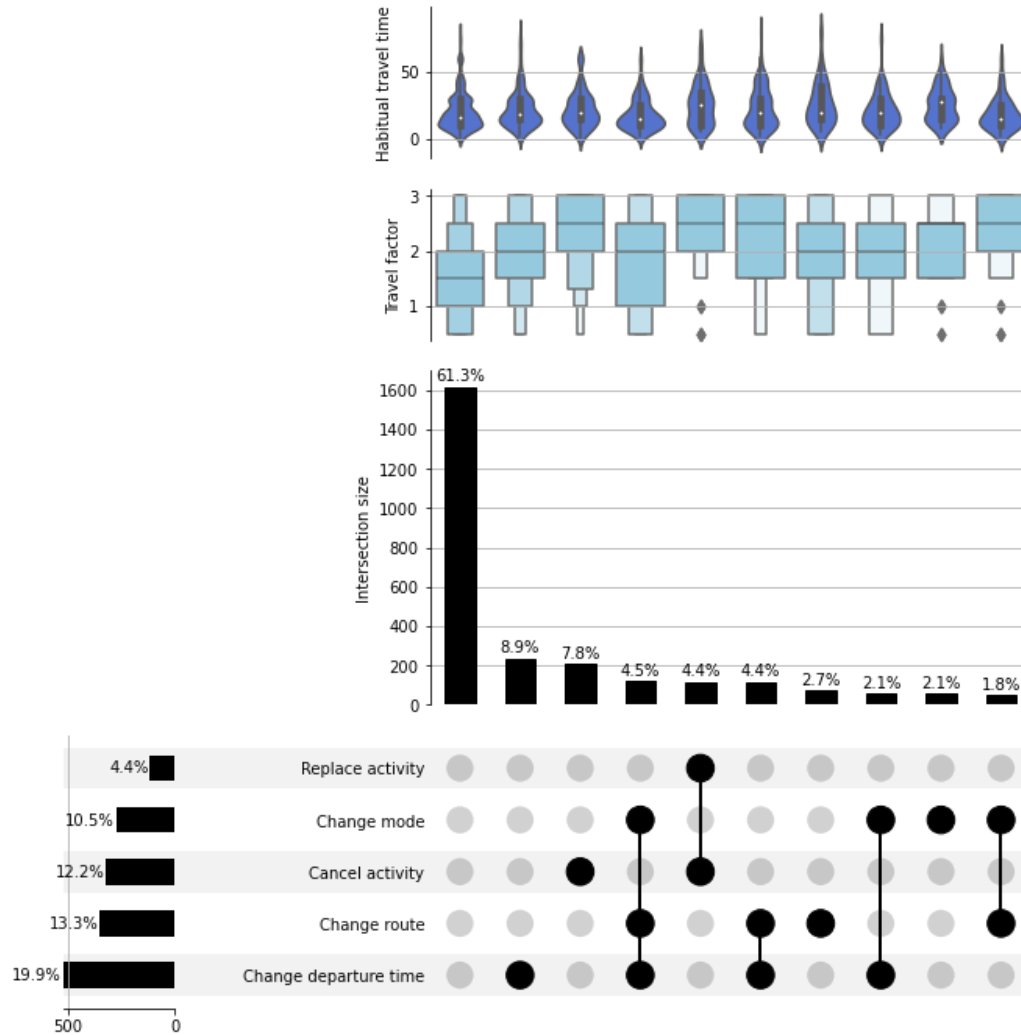 Habitual travel time
50
0
Travel factor
3
2
1
Intersection size
61.3%
1600
1400
1200
1000
800
600
400
8.9% 7.8% 4.5% 4.4% 4.4% 2.7% 2.1% 2.1% 1.8%
200
0
4.4% Replace activity
10.5% Change mode
12.2% Cancel activity
13.3% Change route
19.9% Change departure time
500 0